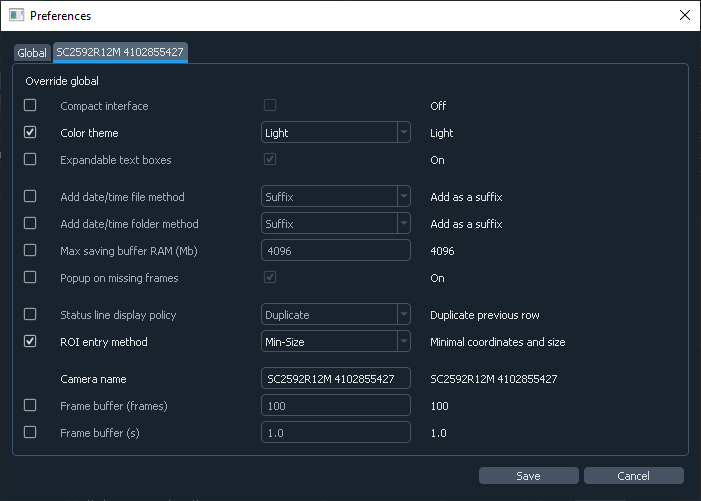 Preferences
Global SC2592R12M 4102855427
Override global
Compact interface Off
Color theme Light Light
Expandable text boxes On
Add date/time file method Suffix Add as a suffix
Add date/time folder method Suffix Add as a suffix
Max saving buffer RAM (Mb) 4096 4096
Popup on missing frames On
Status line display policy Duplicate Duplicate previous row
ROI entry method Min-Size Minimal coordinates and size
Camera name SC2592R12M 4102855427 SC2592R12M 4102855427
Frame buffer (frames) 100 100
Frame buffer (s) 1.0 1.0
Save Cancel